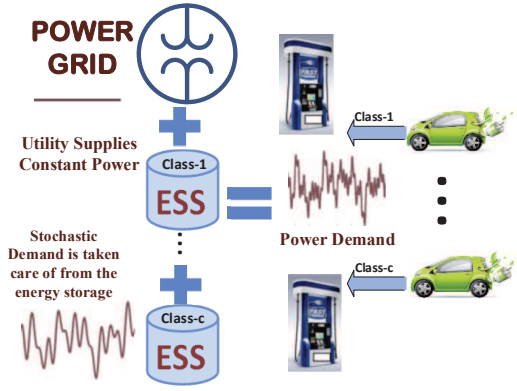 POWER
GRID
Utility Supplies
Constant Power
Class-1
ESS
Stochastic
Demand is taken
care of from the
energy storage
Class-c
ESS
FAST
Class-1
Power Demand
Class-c
FAST